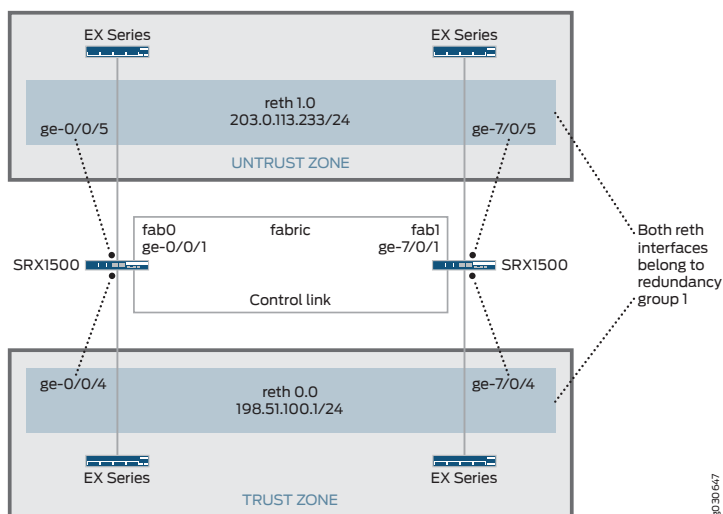 EX Series
EX Series
reth 1.0
203.0.113.233/24
ge-0/0/5
ge-7/0/5
UNTRUST ZONE
fab0
ge-0/0/1
fabric
fab1
ge-7/0/1
SRX1500
SRX1500
Control link
Both reth
interfaces
belong to
redundancy
group 1
ge-0/0/4
ge-7/0/4
reth 0.0
198.51.100.1/24
EX Series
EX Series
TRUST ZONE
g030647